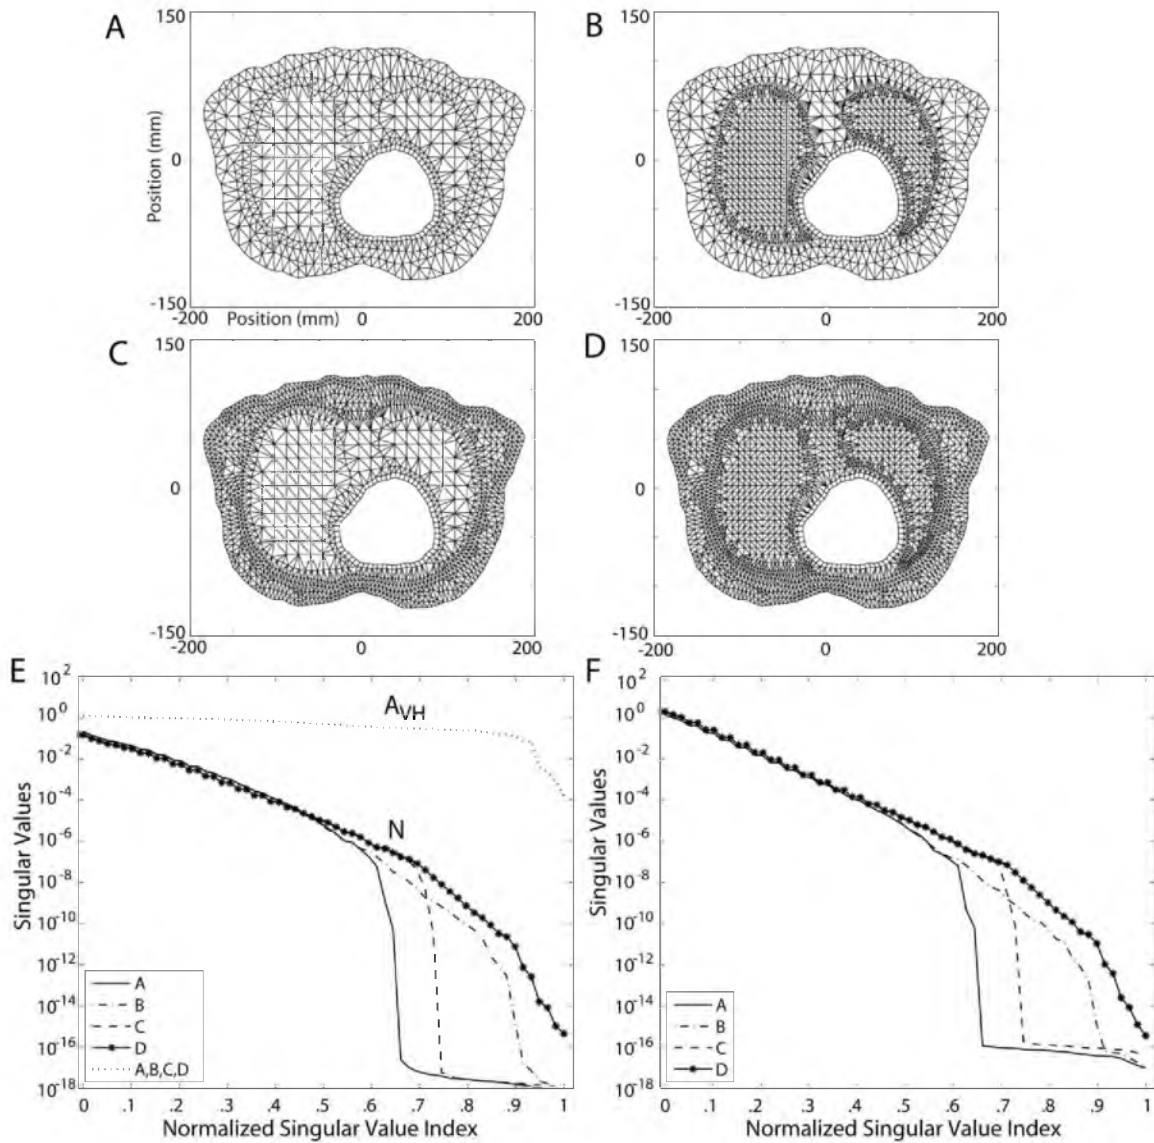 A
150
Position (mm)
0
-150
-200
Position (mm)
0
200
B
150
0
-150
-200
0
200
C
150
0
-150
-200
0
200
D
150
0
-150
-200
0
200
E
Singular Values
10^2
10^0
10^-2
10^-4
10^-6
10^-8
10^-10
10^-12
10^-14
10^-16
10^-18
A_VH
N
A
B
C
D
A,B,C,D
0 .1 .2 .3 .4 .5 .6 .7 .8 .9 1
Normalized Singular Value Index
F
Singular Values
10^2
10^0
10^-2
10^-4
10^-6
10^-8
10^-10
10^-12
10^-14
10^-16
10^-18
A
B
C
D
0 .1 .2 .3 .4 .5 .6 .7 .8 .9 1
Normalized Singular Value Index